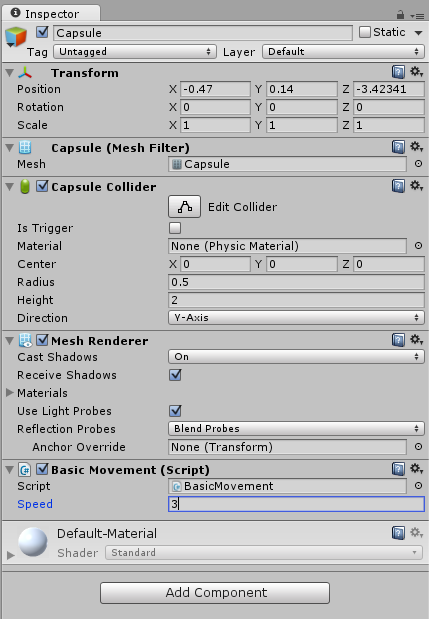 Inspector
Capsule Static
Tag Untagged Layer Default
Transform
Position X -0.47 Y 0.14 Z -3.42341
Rotation X 0 Y 0 Z 0
Scale X 1 Y 1 Z 1
Capsule (Mesh Filter)
Mesh Capsule
Capsule Collider
Edit Collider
Is Trigger
Material None (Physic Material)
Center X 0 Y 0 Z 0
Radius 0.5
Height 2
Direction Y-Axis
Mesh Renderer
Cast Shadows On
Receive Shadows
Materials
Use Light Probes
Reflection Probes Blend Probes
Anchor Override None (Transform)
Basic Movement (Script)
Script BasicMovement
Speed 3
Default-Material
Shader Standard
Add Component